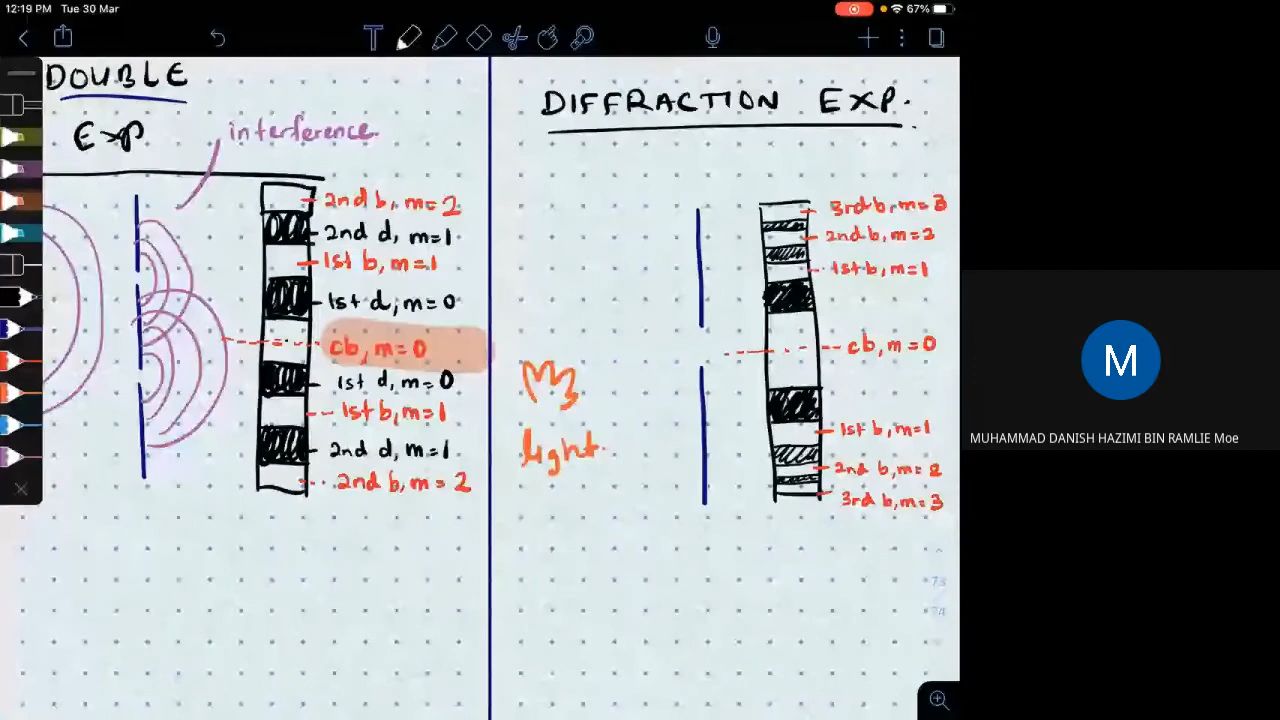 12:19 PM Tue 30 Mar
67%
DOUBLE
Exp
interference
2nd b, m=2
2nd d, m=1
1st b, m=1
1st d, m=0
cb, m=0
1st d, m=0
1st b, m=1
2nd d, m=1
2nd b, m=2
DIFFRACTION EXP.
3rd b, m=3
2nd b, m=2
1st b, m=1
cb, m=0
1st b, m=1
2nd b, m=2
3rd b, m=3
light
73
74
M
MUHAMMAD DANISH HAZIMI BIN RAMLIE Moe